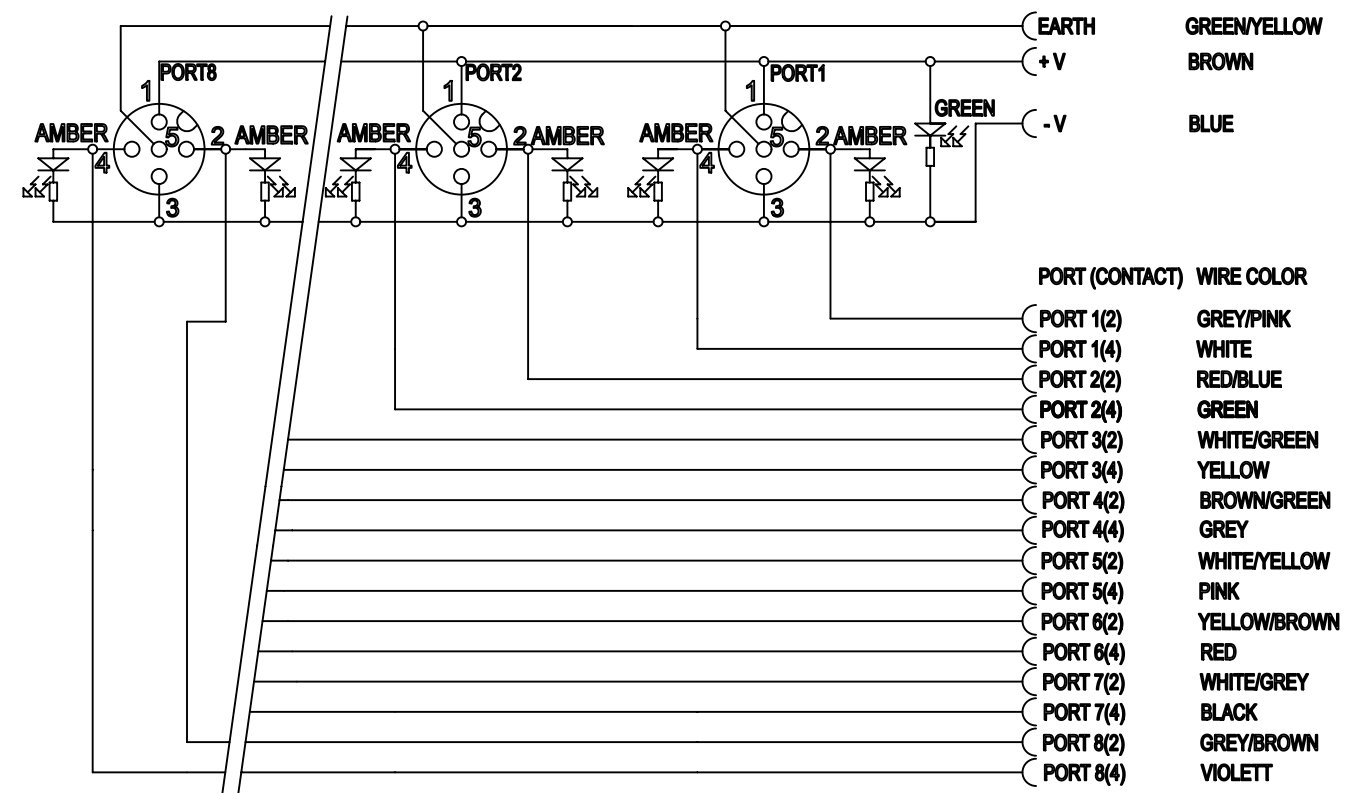 EARTH GREEN/YELLOW
+ V BROWN
PORT8 PORT2 PORT1
1 1 1
GREEN
- V BLUE
AMBER 5 2 AMBER AMBER 5 2 AMBER AMBER 5 2 AMBER
4 4 4
3 3 3
PORT (CONTACT) WIRE COLOR
PORT 1(2) GREY/PINK
PORT 1(4) WHITE
PORT 2(2) RED/BLUE
PORT 2(4) GREEN
PORT 3(2) WHITE/GREEN
PORT 3(4) YELLOW
PORT 4(2) BROWN/GREEN
PORT 4(4) GREY
PORT 5(2) WHITE/YELLOW
PORT 5(4) PINK
PORT 6(2) YELLOW/BROWN
PORT 6(4) RED
PORT 7(2) WHITE/GREY
PORT 7(4) BLACK
PORT 8(2) GREY/BROWN
PORT 8(4) VIOLETT